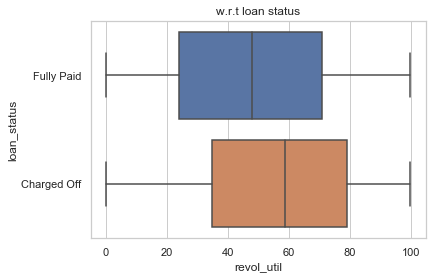 w.r.t loan status
loan_status
Fully Paid
Charged Off
0 20 40 60 80 100
revol_util